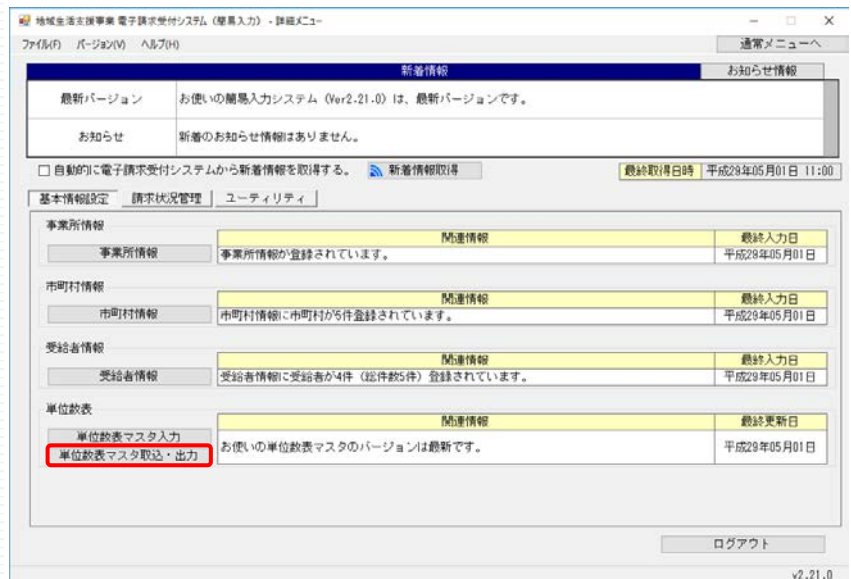 地域生活支援事業 電子請求受付システム（簡易入力） - 詳細メニュー
ファイル(F) バージョン(V) ヘルプ(H) 通常メニューへ
新着情報 お知らせ情報
最新バージョン お使いの簡易入力システム（Ver2.21.0）は、最新バージョンです。
お知らせ 新着のお知らせ情報はありません。
自動的に電子請求受付システムから新着情報を取得する。 新着情報取得 最終取得日時 平成29年05月01日 11:00
基本情報設定 請求状況管理 ユーティリティ
事業所情報
関連情報 最終入力日
事業所情報 事業所情報が登録されています。 平成29年05月01日
市町村情報
関連情報 最終入力日
市町村情報 市町村情報に市町村が5件登録されています。 平成29年05月01日
受給者情報
関連情報 最終入力日
受給者情報 受給者情報に受給者が4件（総件数5件）登録されています。 平成29年05月01日
単位数表
関連情報 最終更新日
単位数表マスタ入力
お使いの単位数表マスタのバージョンは最新です。 平成29年05月01日
単位数表マスタ取込・出力
ログアウト
v2.21.0